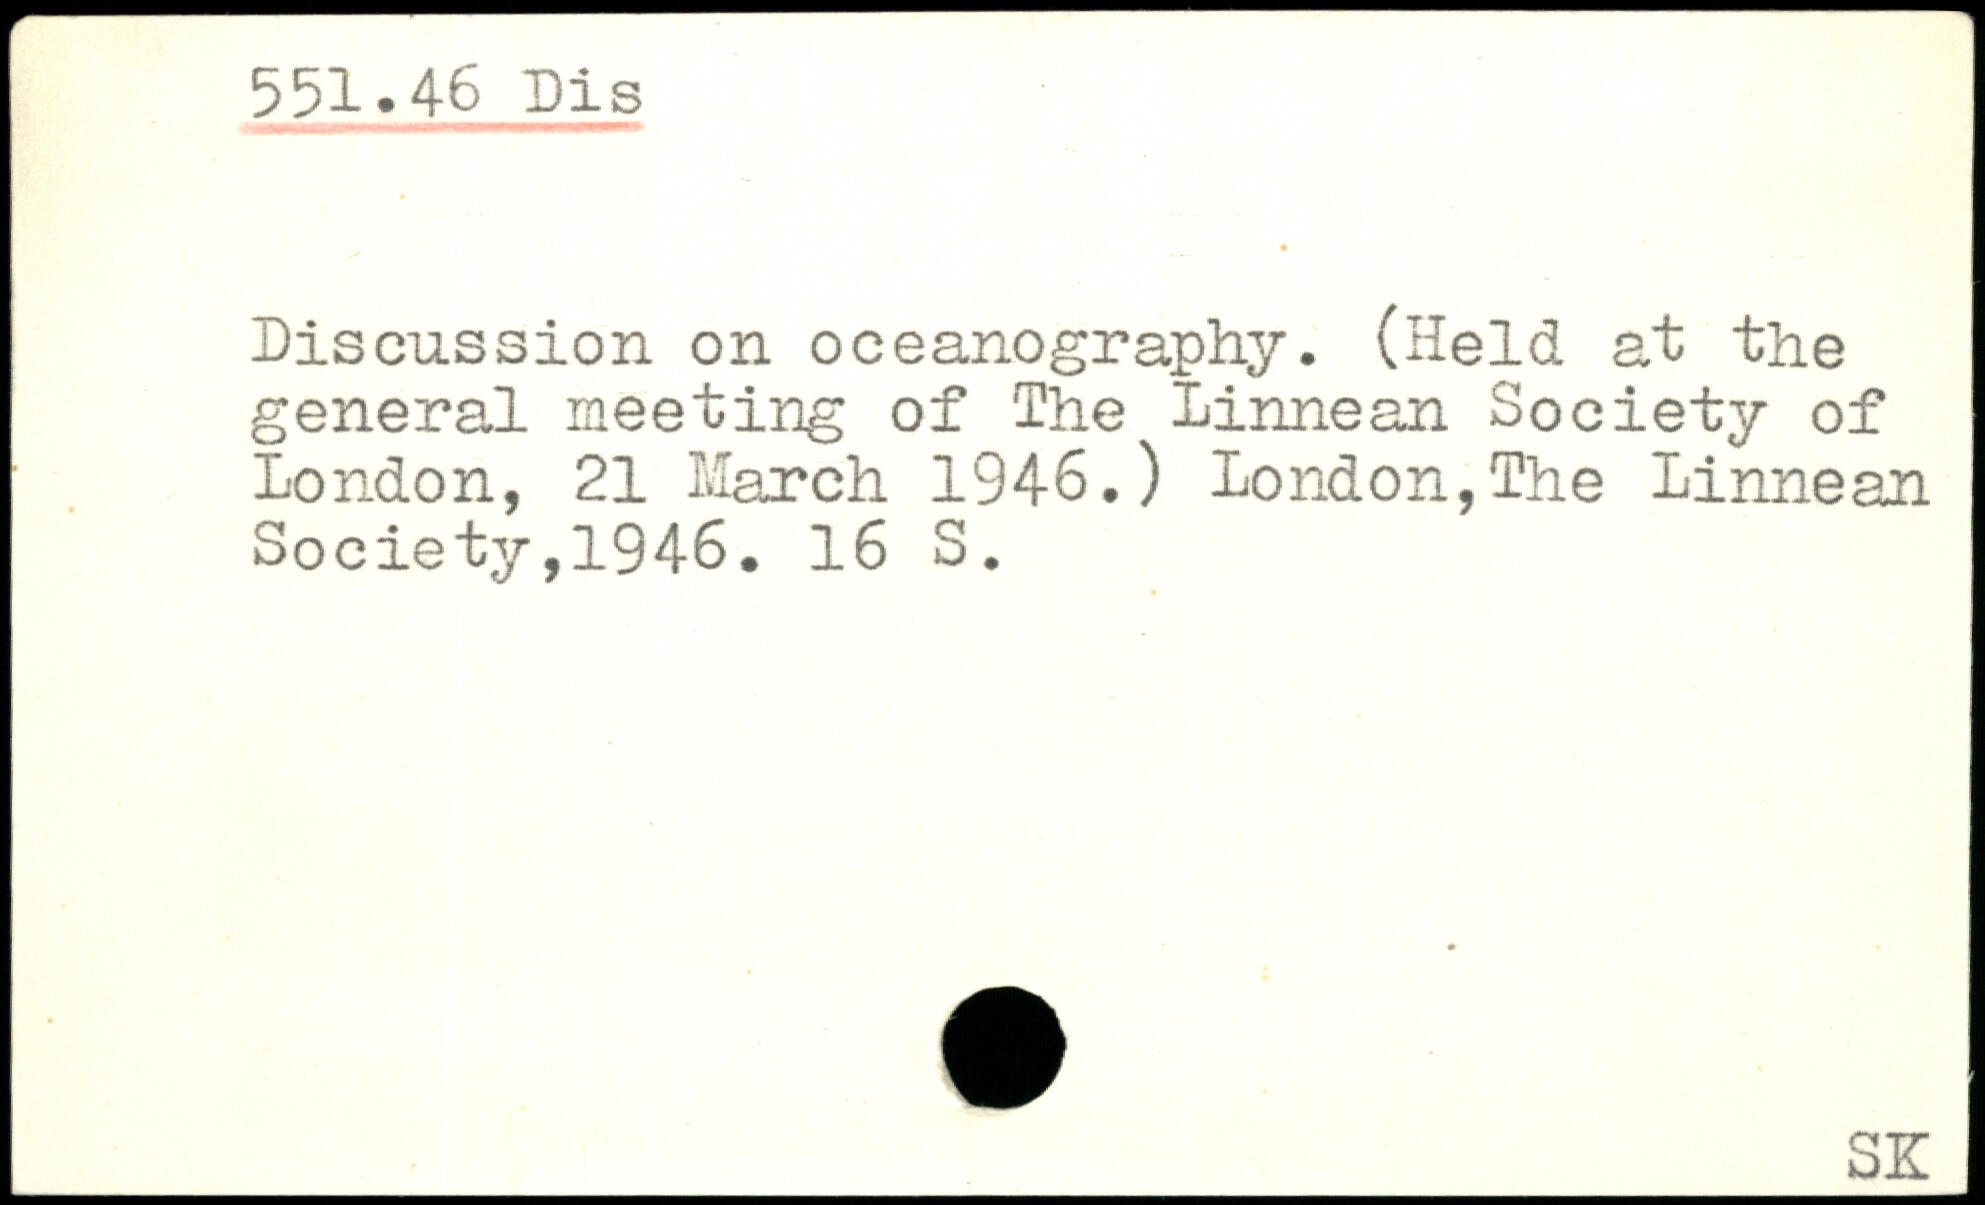 551.46 Dis
Discussion on oceanography. (Held at the
general meeting of The Linnean Society of
London, 21 March 1946.) London,The Linnean
Society,1946. 16 S.
SK